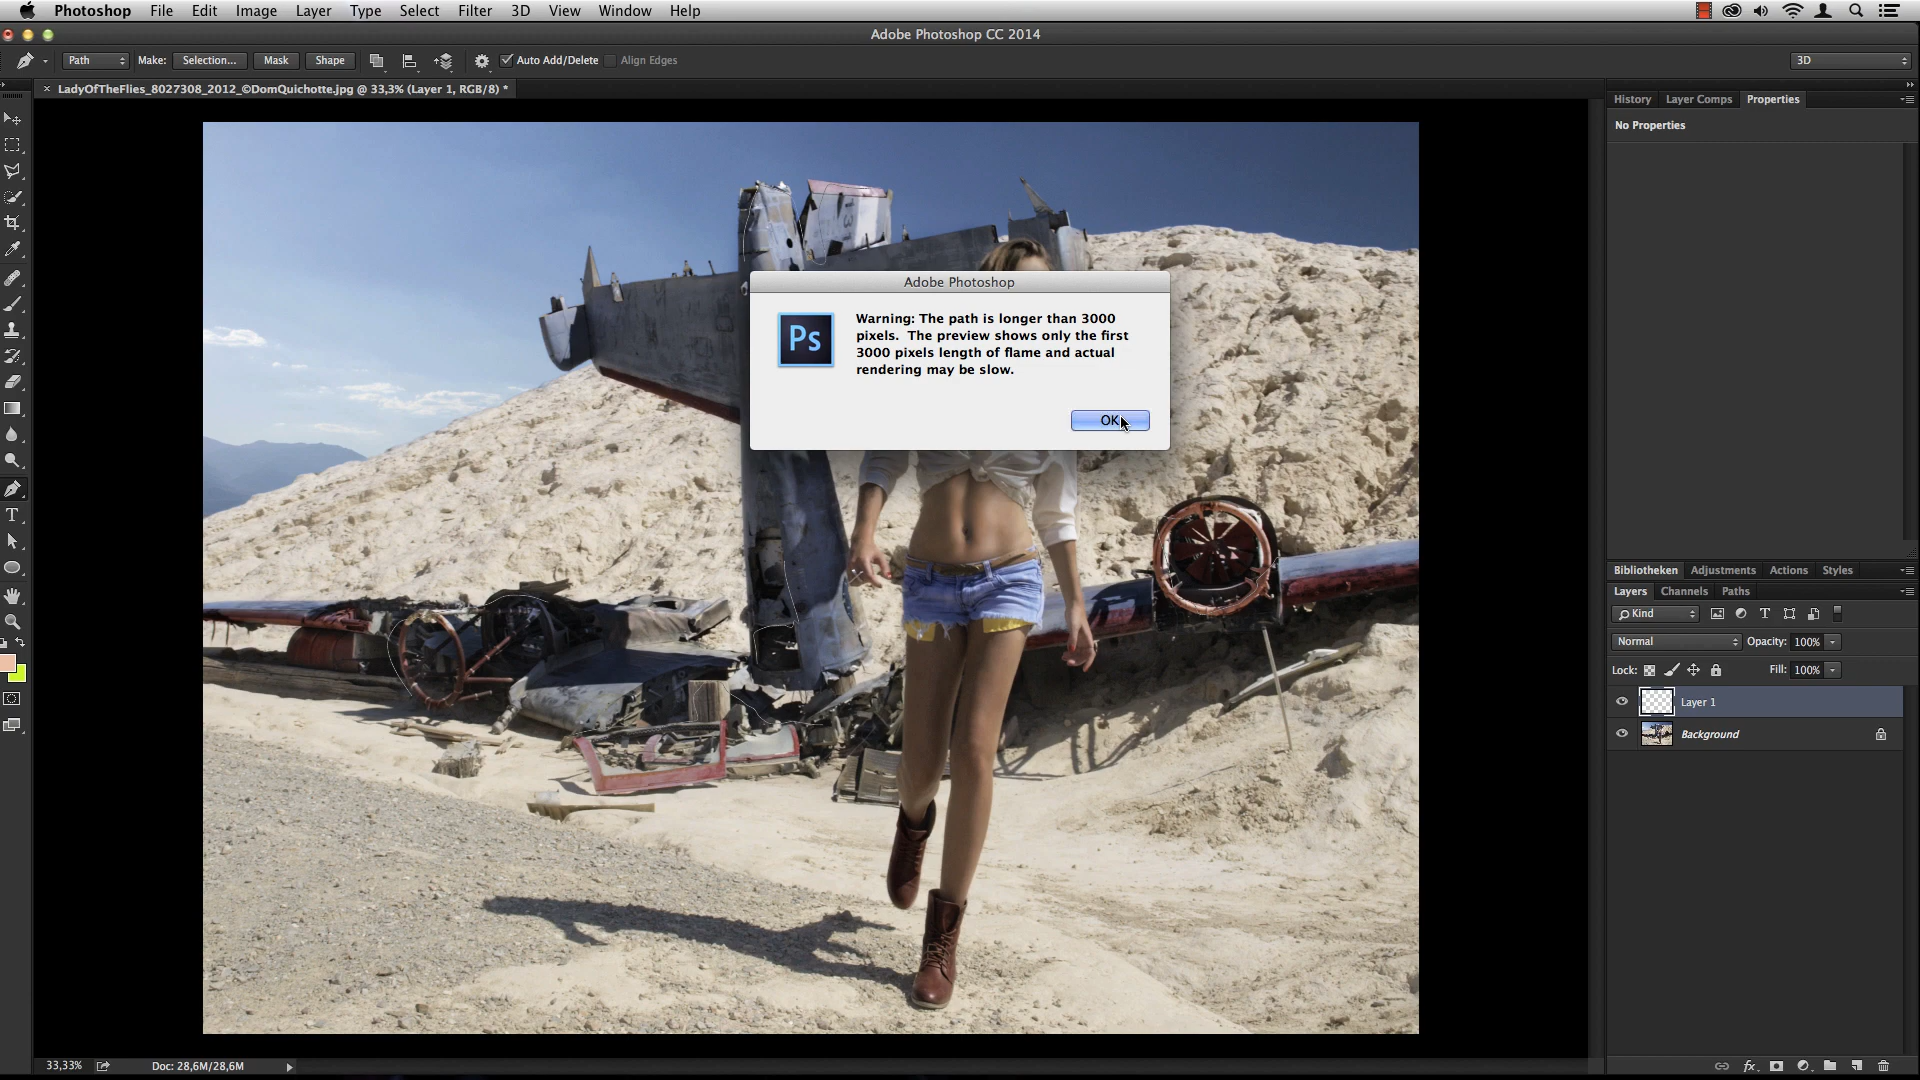 Photoshop File Edit Image Layer Type Select Filter 3D View Window Help
Adobe Photoshop CC 2014
Path Make: Selection... Mask Shape Auto Add/Delete Align Edges 3D
× LadyOfTheFlies_8027308_2012_©DomQuichotte.jpg @ 33,3% (Layer 1, RGB/8) *
History Layer Comps Properties
No Properties
Adobe Photoshop
Ps
Warning: The path is longer than 3000
pixels. The preview shows only the first
3000 pixels length of flame and actual
rendering may be slow.
OK
Bibliotheken Adjustments Actions Styles
Layers Channels Paths
Kind
Normal Opacity: 100%
Lock: Fill: 100%
Layer 1
Background
33,33% Doc: 28,6M/28,6M
fx